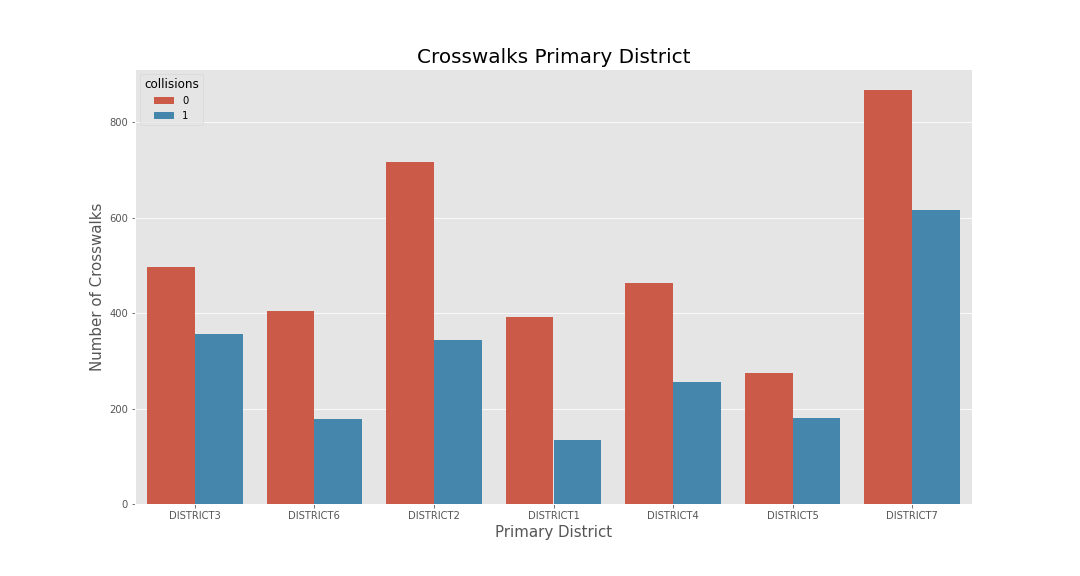 Crosswalks Primary District
collisions
0
1
Number of Crosswalks
800
600
400
200
0
DISTRICT3 DISTRICT6 DISTRICT2 DISTRICT1 DISTRICT4 DISTRICT5 DISTRICT7
Primary District